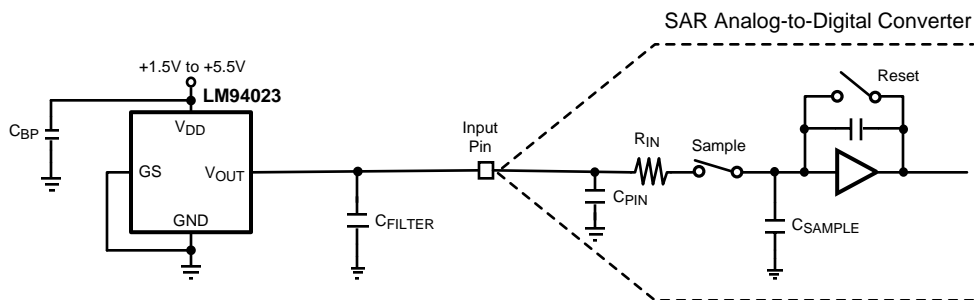 SAR Analog-to-Digital Converter
+1.5V to +5.5V
LM94023
Reset
CBP
VDD
Input
Pin
RIN
Sample
GS
VOUT
CPIN
GND
CFILTER
CSAMPLE